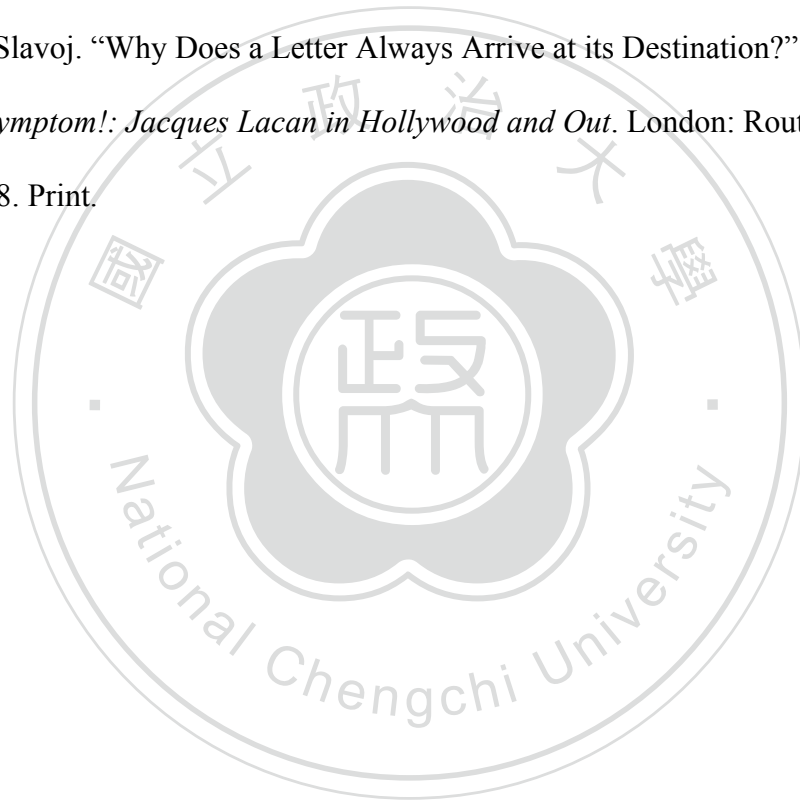 Slavoj. “Why Does a Letter Always Arrive at its Destination?”
ymptom!: Jacques Lacan in Hollywood and Out. London: Rout
8. Print.
國立政治大學
政
National Chengchi University